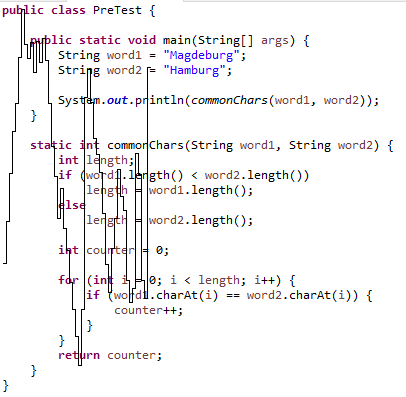 public class PreTest {
public static void main(String[] args) {
String word1 = "Magdeburg";
String word2 = "Hamburg";
System.out.println(commonChars(word1, word2));
}
static int commonChars(String word1, String word2) {
int length;
if (word1.length() < word2.length())
length = word1.length();
else
length = word2.length();
int counter = 0;
for (int i = 0; i < length; i++) {
if (word1.charAt(i) == word2.charAt(i)) {
counter++;
}
}
return counter;
}
}